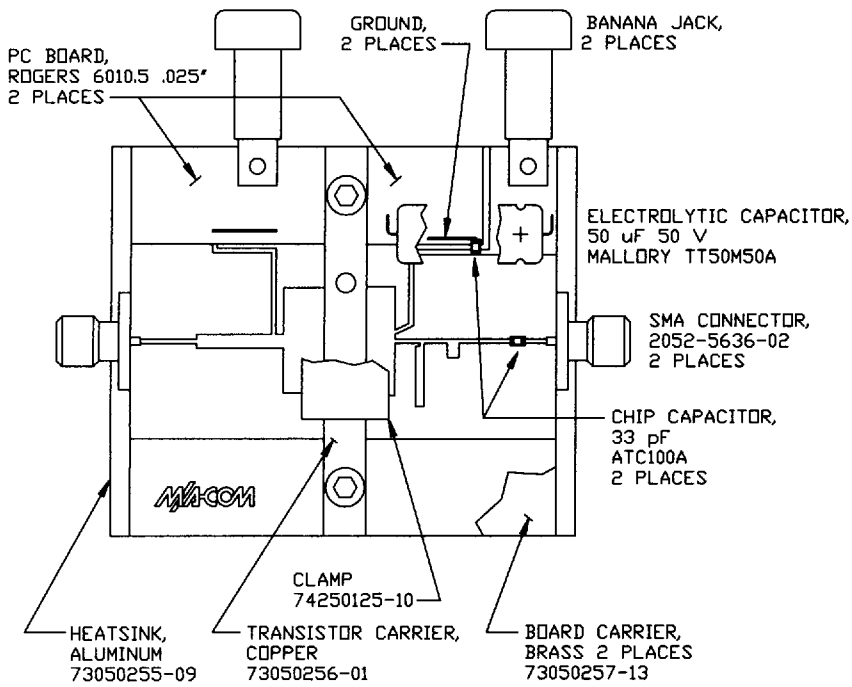 GROUND,
2 PLACES
BANANA JACK,
2 PLACES
PC BOARD,
ROGERS 6010.5 .025"
2 PLACES
ELECTROLYTIC CAPACITOR,
50 uF 50 V
MALLORY TT50M50A
SMA CONNECTOR,
2052-5636-02
2 PLACES
CHIP CAPACITOR,
33 pF
ATC100A
2 PLACES
M/A-COM
CLAMP
74250125-10
HEATSINK,
ALUMINUM
73050255-09
TRANSISTOR CARRIER,
COPPER
73050256-01
BOARD CARRIER,
BRASS 2 PLACES
73050257-13